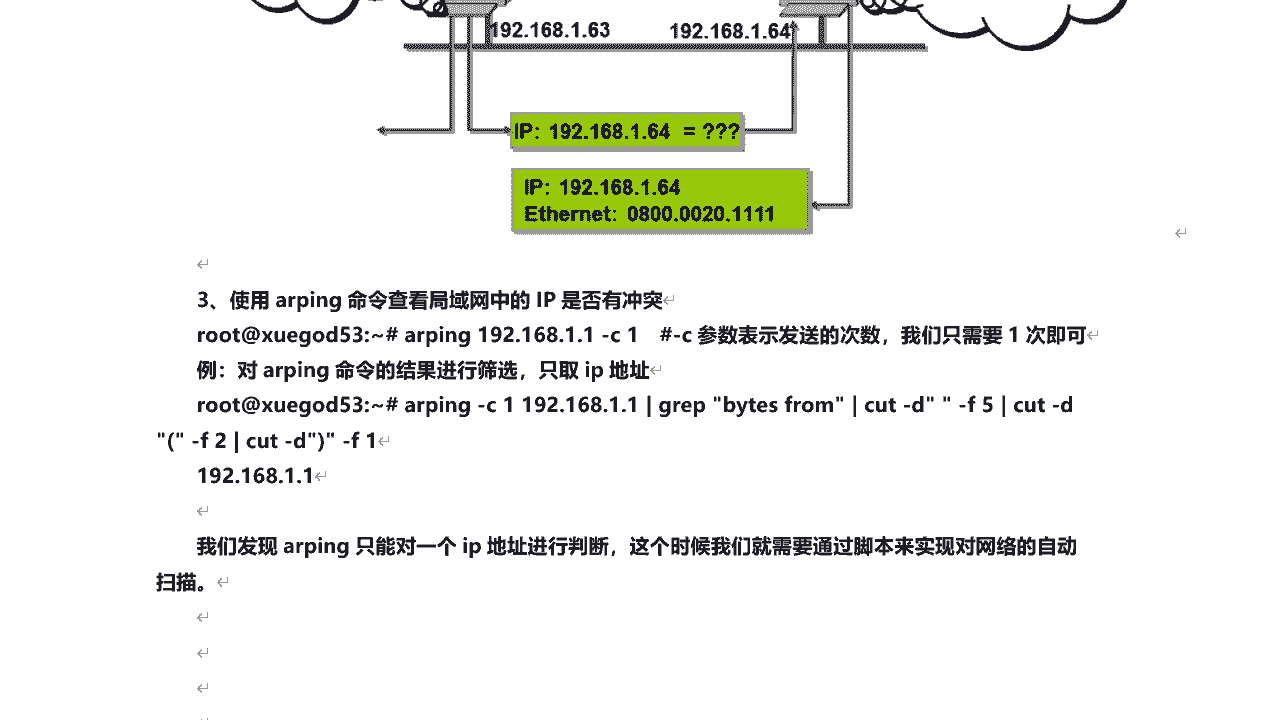 192.168.1.63 192.168.1.64
IP: 192.168.1.64 = ???
IP: 192.168.1.64
Ethernet: 0800.0020.1111
3、使用 arping 命令查看局域网中的 IP 是否有冲突
root@xuegod53:~# arping 192.168.1.1 -c 1 #-c 参数表示发送的次数，我们只需要 1 次即可
例：对 arping 命令的结果进行筛选，只取 ip 地址
root@xuegod53:~# arping -c 1 192.168.1.1 | grep "bytes from" | cut -d" " -f 5 | cut -d
"(" -f 2 | cut -d")" -f 1
192.168.1.1
我们发现 arping 只能对一个 ip 地址进行判断，这个时候我们就需要通过脚本来实现对网络的自动
扫描。